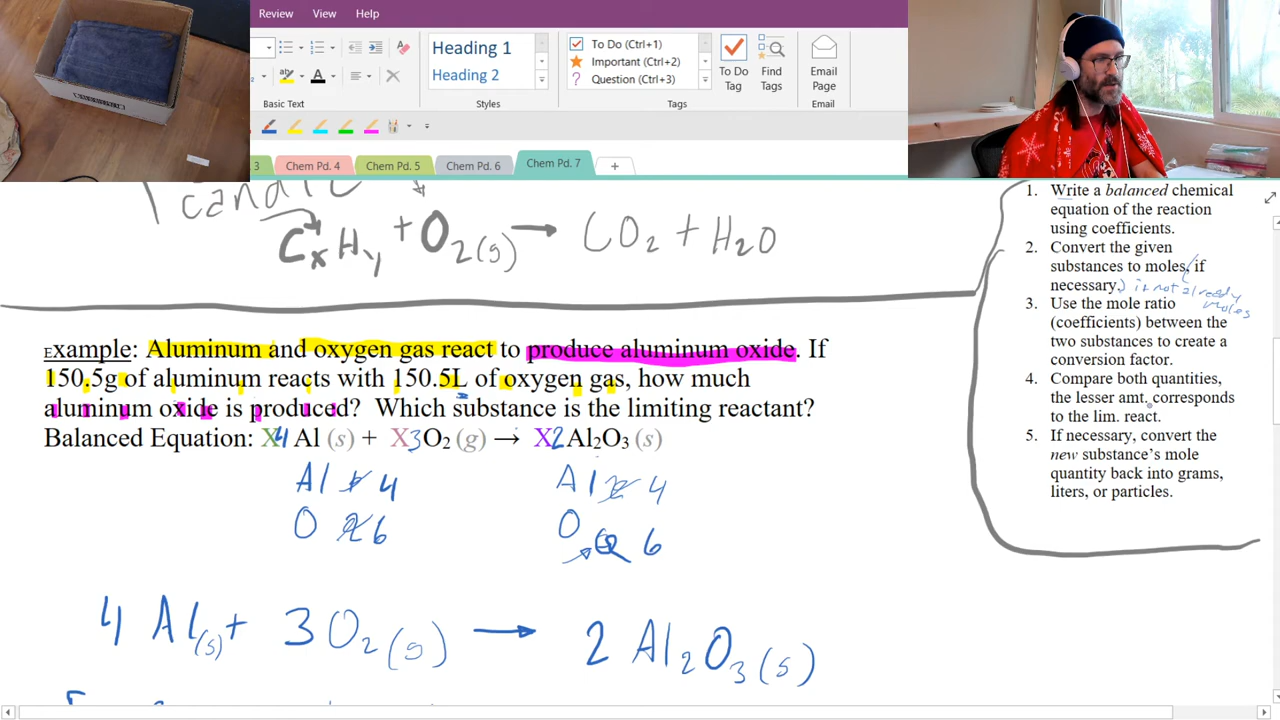 Review View Help
Heading 1
Heading 2
To Do (Ctrl+1)
Important (Ctrl+2)
Question (Ctrl+3)
To Do Tag
Find Tags
Email Page
Basic Text
Styles
Tags
Email
3 Chem Pd. 4 Chem Pd. 5 Chem Pd. 6 Chem Pd. 7 +
candle
CxHy + O2(g) → CO2 + H2O
Example: Aluminum and oxygen gas react to produce aluminum oxide. If
150.5g of aluminum reacts with 150.5L of oxygen gas, how much
aluminum oxide is produced? Which substance is the limiting reactant?
Balanced Equation: X4 Al (s) + X3O2 (g) → X2Al2O3 (s)
Al 4 Al 2 4
O 2 6 O 6
4 Al(s) + 3O2(g) → 2 Al2O3(s)
1. Write a balanced chemical
equation of the reaction
using coefficients.
2. Convert the given
substances to moles, (if
necessary.) if not already
moles
3. Use the mole ratio
(coefficients) between the
two substances to create a
conversion factor.
4. Compare both quantities,
the lesser amt. corresponds
to the lim. react.
5. If necessary, convert the
new substance's mole
quantity back into grams,
liters, or particles.